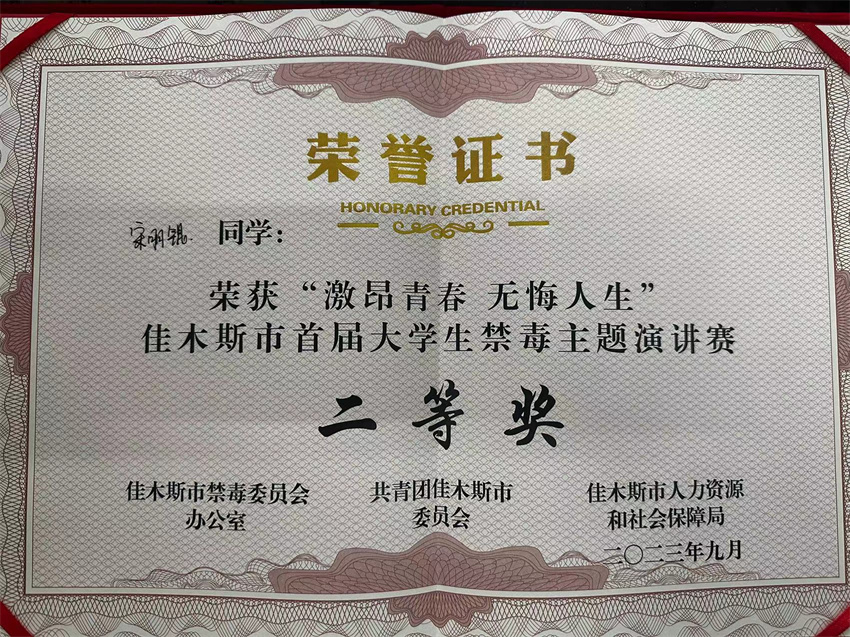 荣誉证书
HONORARY CREDENTIAL
宋明锟 同学：
荣获“激昂青春 无悔人生”
佳木斯市首届大学生禁毒主题演讲赛
二等奖
佳木斯市禁毒委员会
办公室
共青团佳木斯市
委员会
佳木斯市人力资源
和社会保障局
二〇二三年九月